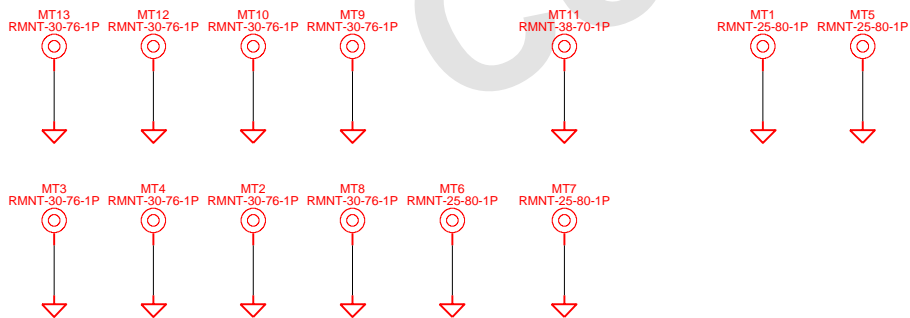 MT13 MT12 MT10 MT9 MT11 MT1 MT5
RMNT-30-76-1P RMNT-30-76-1P RMNT-30-76-1P RMNT-30-76-1P RMNT-38-70-1P RMNT-25-80-1P RMNT-25-80-1P
MT3 MT4 MT2 MT8 MT6 MT7
RMNT-30-76-1P RMNT-30-76-1P RMNT-30-76-1P RMNT-30-76-1P RMNT-25-80-1P RMNT-25-80-1P